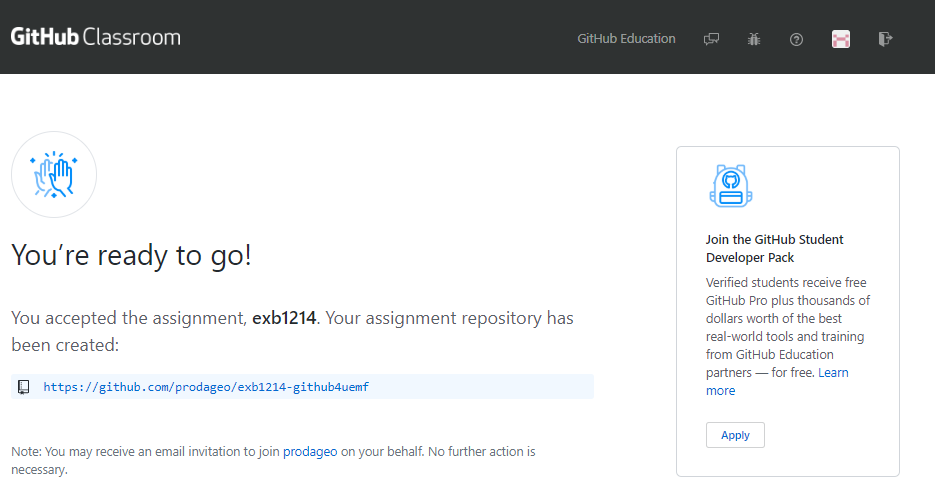 GitHub Classroom
GitHub Education
You're ready to go!
You accepted the assignment, exb1214. Your assignment repository has
been created:
https://github.com/prodageo/exb1214-github4uemf
Note: You may receive an email invitation to join prodageo on your behalf. No further action is
necessary.
Join the GitHub Student
Developer Pack
Verified students receive free
GitHub Pro plus thousands of
dollars worth of the best
real-world tools and training
from GitHub Education
partners — for free. Learn
more
Apply